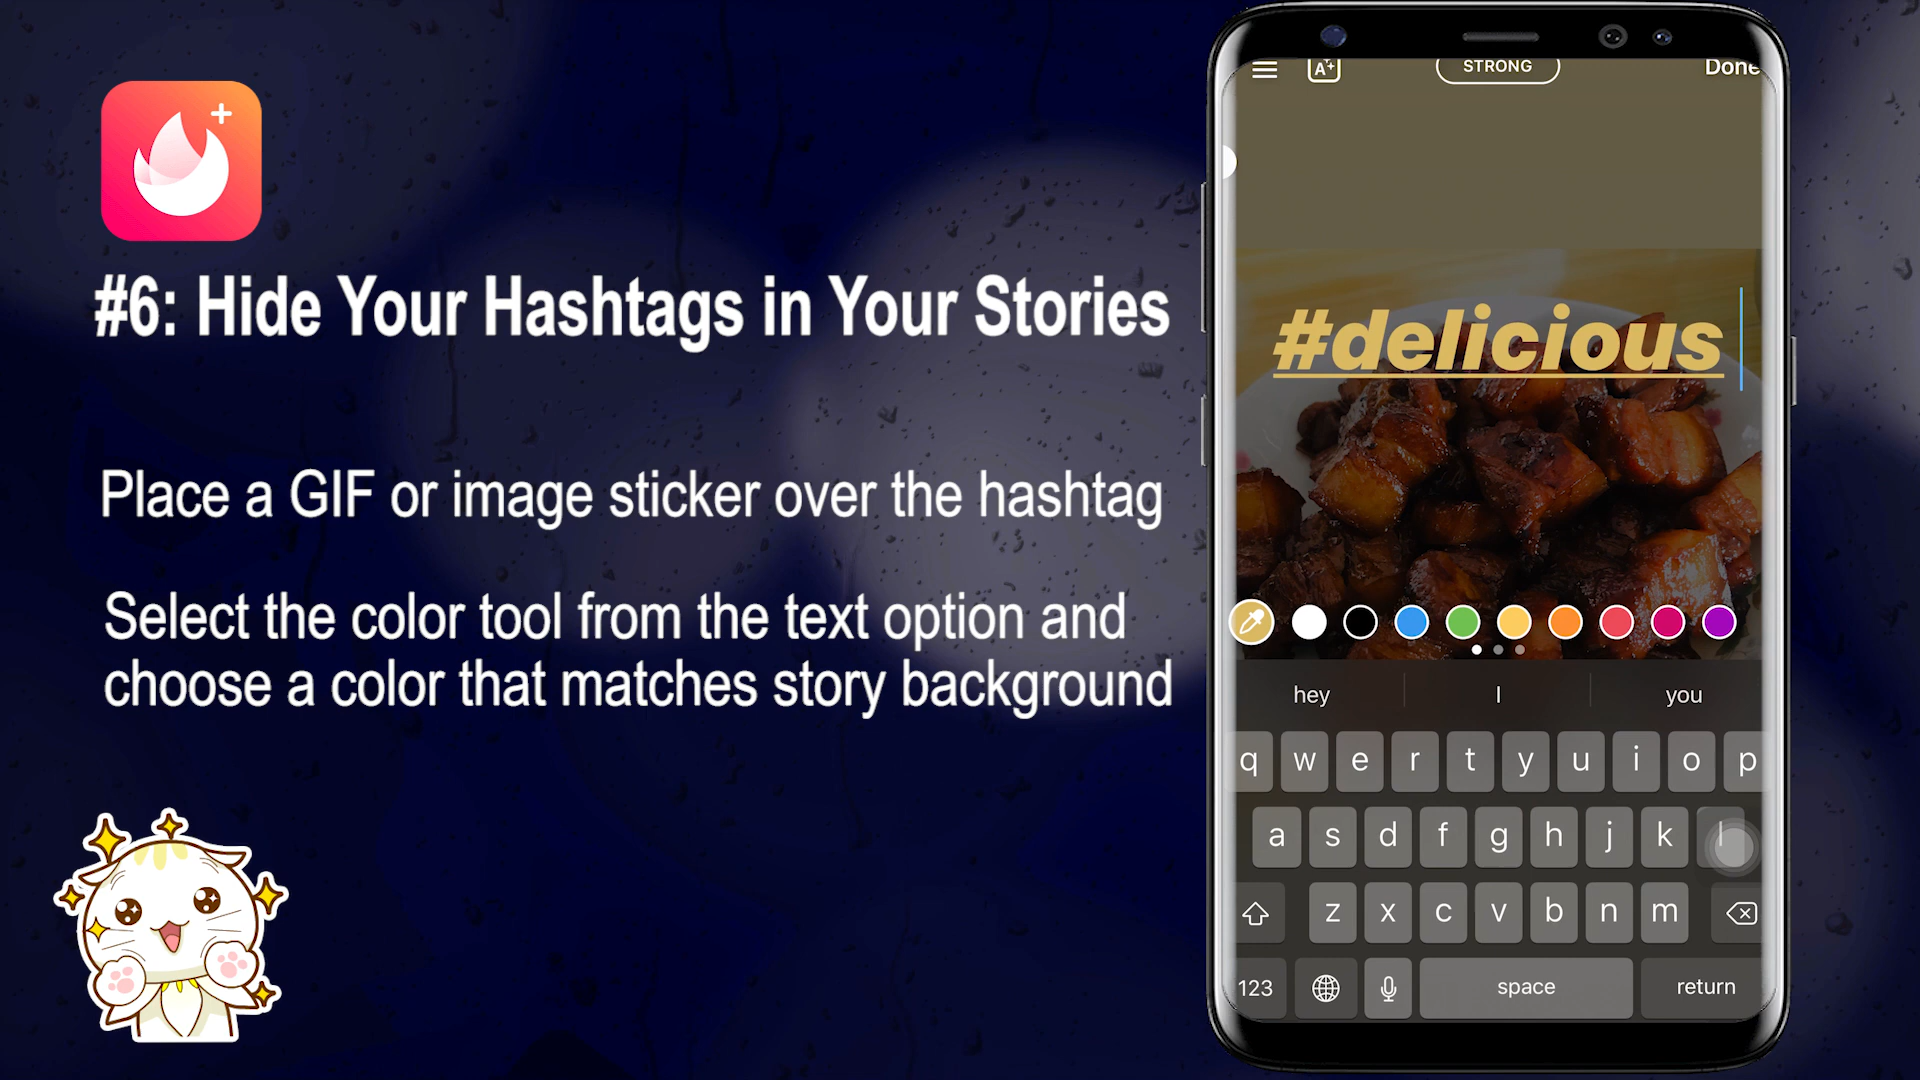 #6: Hide Your Hashtags in Your Stories
Place a GIF or image sticker over the hashtag
Select the color tool from the text option and
choose a color that matches story background
A+ STRONG Done
#delicious
hey I you
q w e r t y u i o p
a s d f g h j k l
z x c v b n m
123 space return